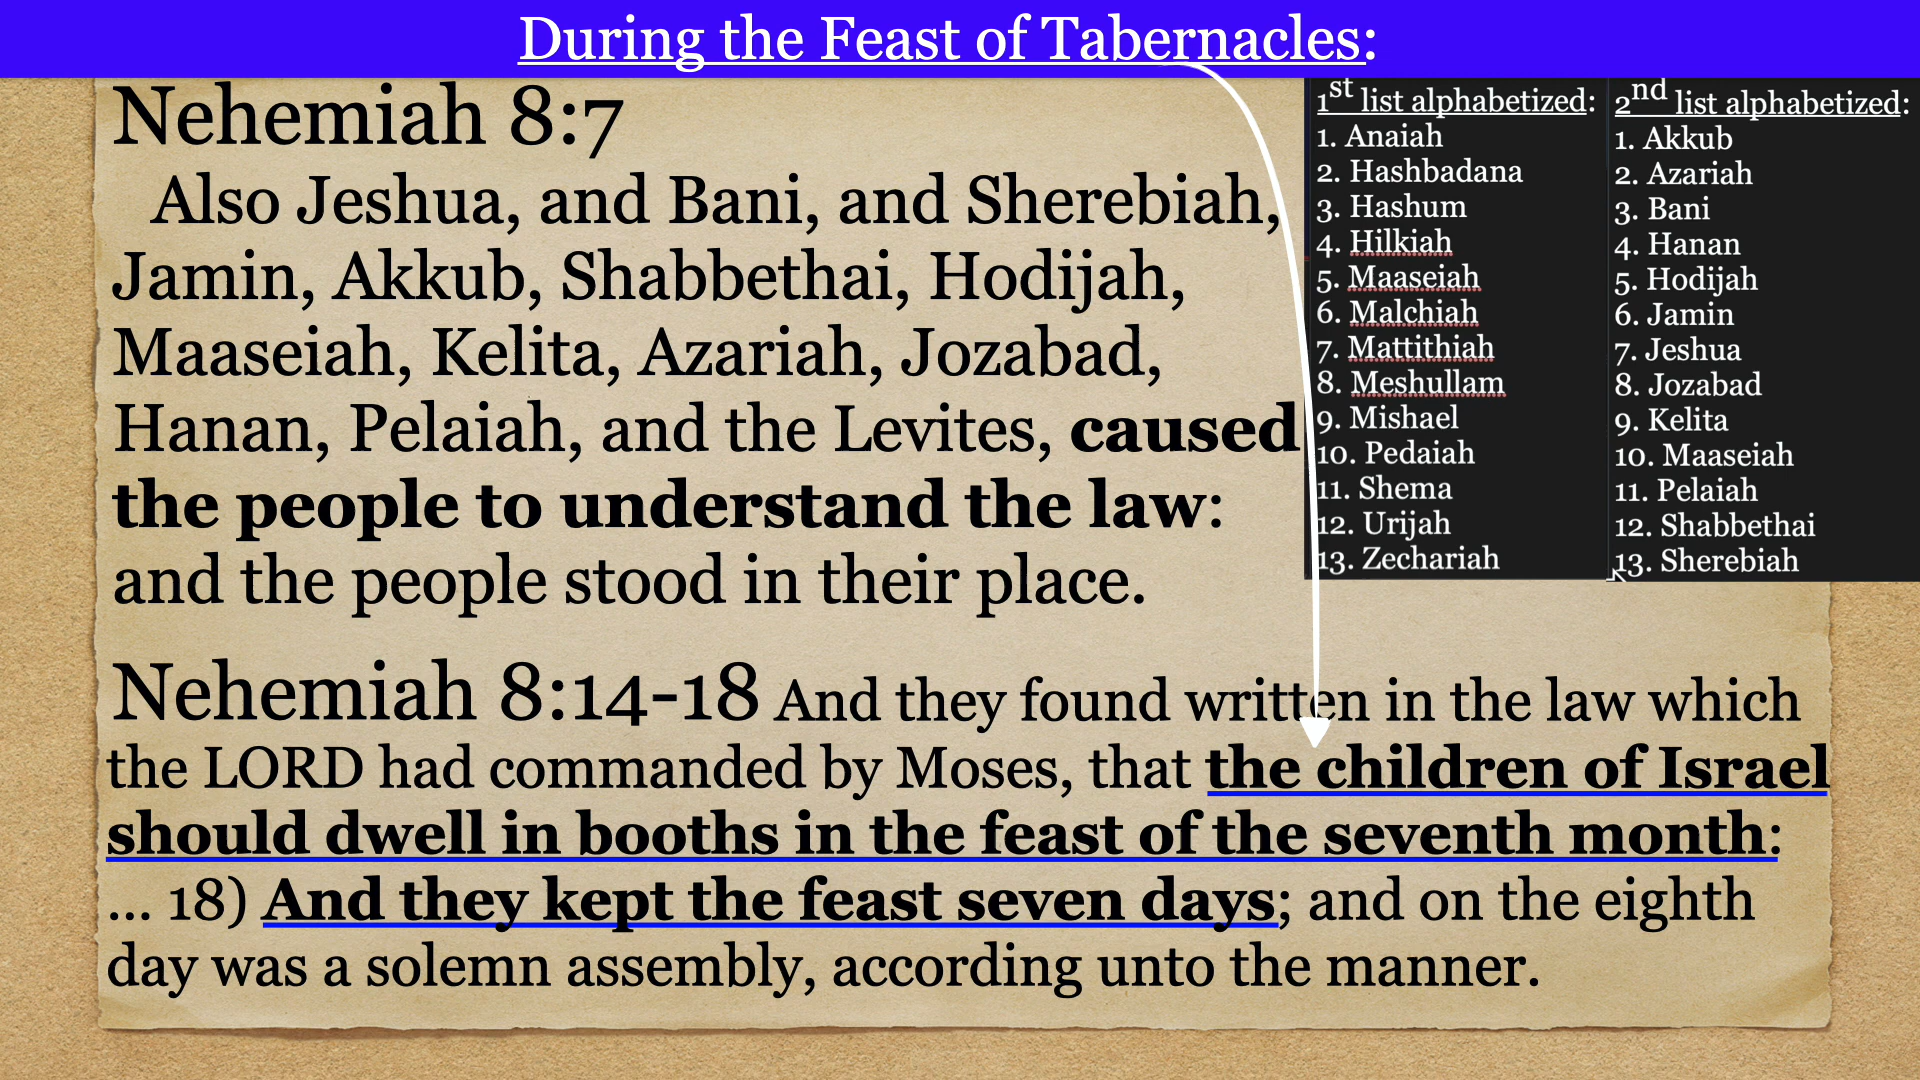 During the Feast of Tabernacles:
Nehemiah 8:7
Also Jeshua, and Bani, and Sherebiah,
Jamin, Akkub, Shabbethai, Hodijah,
Maaseiah, Kelita, Azariah, Jozabad,
Hanan, Pelaiah, and the Levites, caused
the people to understand the law:
and the people stood in their place.
1st list alphabetized:
1. Anaiah
2. Hashbadana
3. Hashum
4. Hilkiah
5. Maaseiah
6. Malchiah
7. Mattithiah
8. Meshullam
9. Mishael
10. Pedaiah
11. Shema
12. Urijah
13. Zechariah
2nd list alphabetized:
1. Akkub
2. Azariah
3. Bani
4. Hanan
5. Hodijah
6. Jamin
7. Jeshua
8. Jozabad
9. Kelita
10. Maaseiah
11. Pelaiah
12. Shabbethai
13. Sherebiah
Nehemiah 8:14-18 And they found written in the law which
the LORD had commanded by Moses, that the children of Israel
should dwell in booths in the feast of the seventh month:
... 18) And they kept the feast seven days; and on the eighth
day was a solemn assembly, according unto the manner.